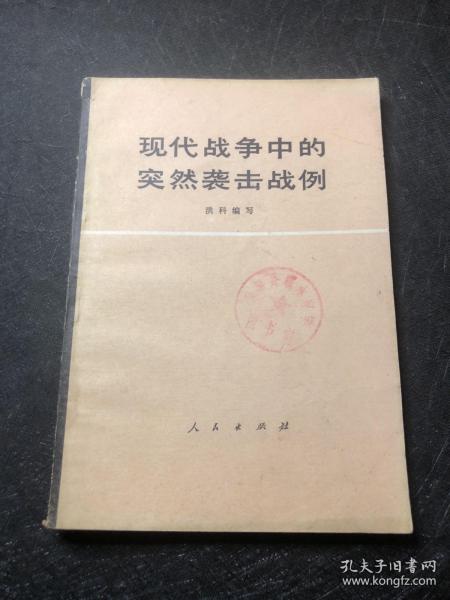 现代战争中的
突然袭击战例
洪科编写
人民出版社
孔夫子旧书网
www.kongfz.com